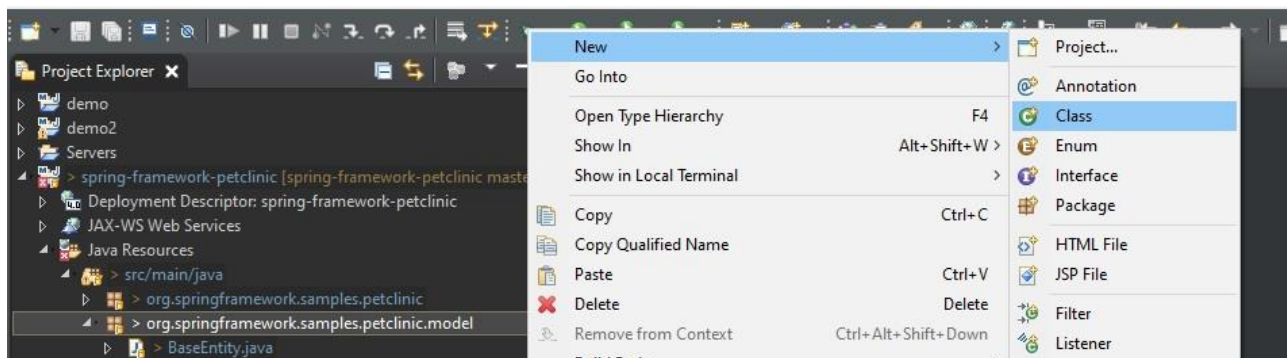 Project Explorer
demo
demo2
Servers
> spring-framework-petclinic [spring-framework-petclinic maste
Deployment Descriptor: spring-framework-petclinic
JAX-WS Web Services
Java Resources
> src/main/java
> org.springframework.samples.petclinic
> org.springframework.samples.petclinic.model
> BaseEntity.java
New >
Go Into
Open Type Hierarchy F4
Show In Alt+Shift+W >
Show in Local Terminal >
Copy Ctrl+C
Copy Qualified Name
Paste Ctrl+V
Delete Delete
Remove from Context Ctrl+Alt+Shift+Down
Project...
Annotation
Class
Enum
Interface
Package
HTML File
JSP File
Filter
Listener